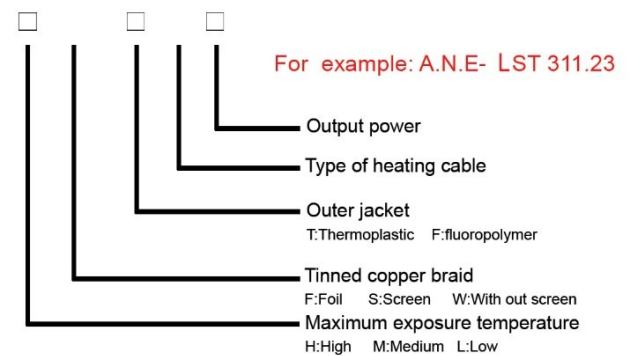 For example: A.N.E- LST 311.23
Output power
Type of heating cable
Outer jacket
T:Thermoplastic F:fluoropolymer
Tinned copper braid
F:Foil S:Screen W:With out screen
Maximum exposure temperature
H:High M:Medium L:Low